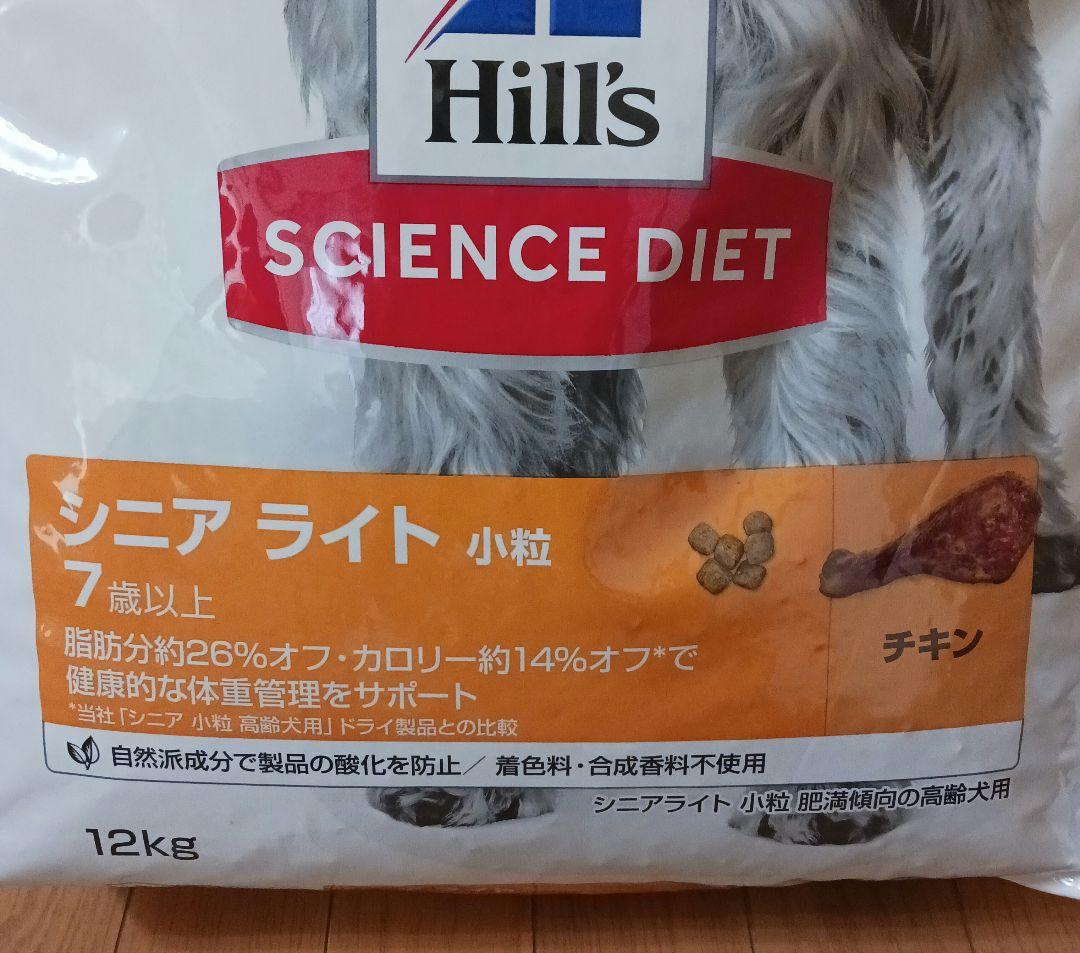 Hill's
SCIENCE DIET
シニア ライト 小粒
7歳以上
脂肪分約26%オフ・カロリー約14%オフ*で
健康的な体重管理をサポート
*当社「シニア 小粒 高齢犬用」ドライ製品との比較
チキン
自然派成分で製品の酸化を防止／ 着色料・合成香料不使用
シニアライト 小粒 肥満傾向の高齢犬用
12kg